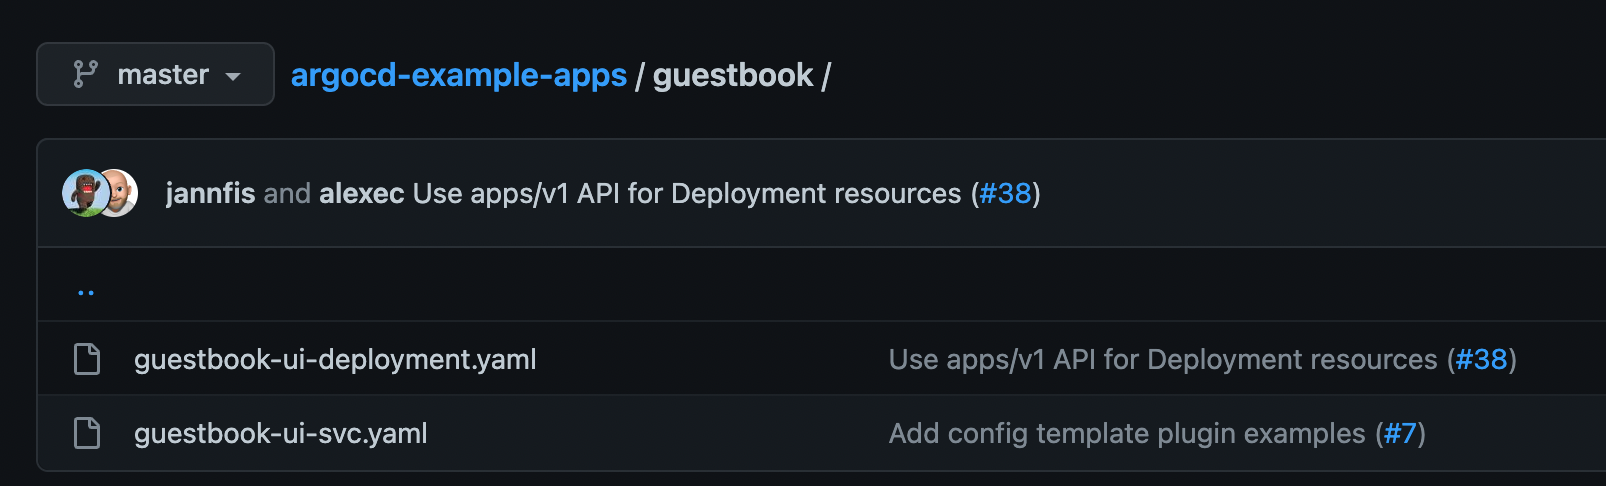 master argocd-example-apps / guestbook /
jannfis and alexec Use apps/v1 API for Deployment resources (#38)
..
guestbook-ui-deployment.yaml Use apps/v1 API for Deployment resources (#38)
guestbook-ui-svc.yaml Add config template plugin examples (#7)